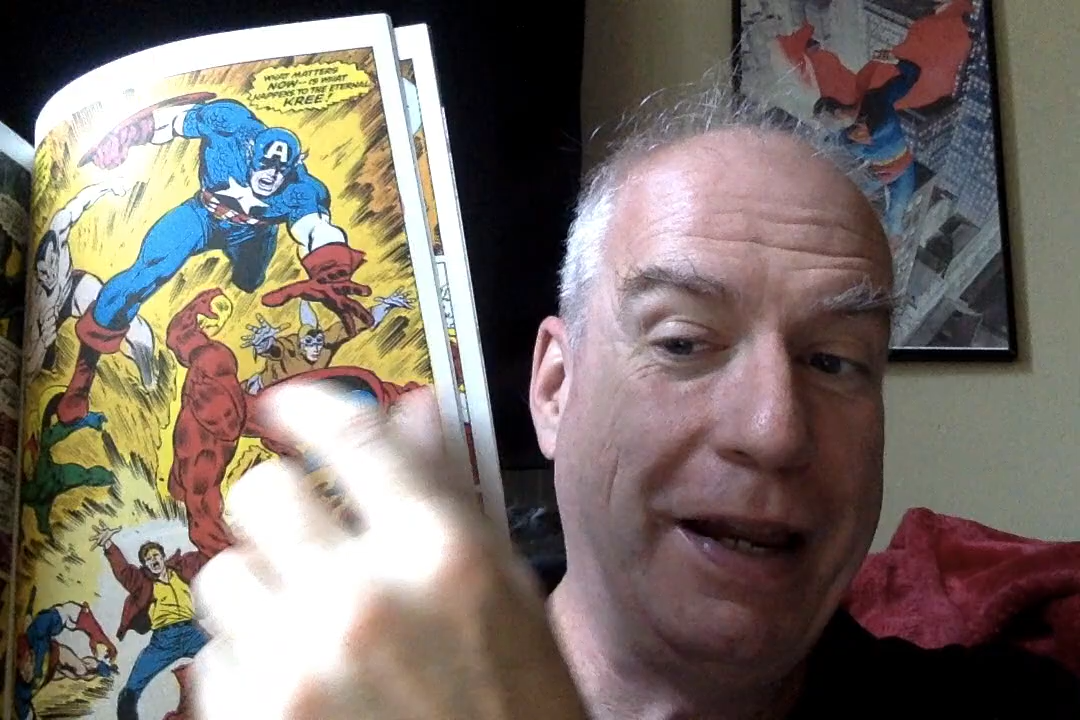 WHAT MATTERS
NOW--IS WHAT
HAPPENS TO THE ETERNAL
KREE!
A